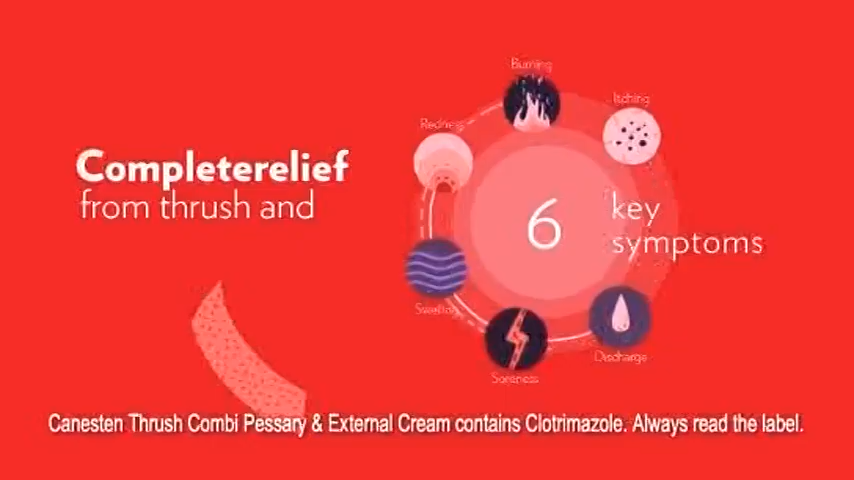 Completerelief
from thrush and
Burning
Itching
Redness
6
key
symptoms
Swelling
Soreness
Discharge
Canesten Thrush Combi Pessary & External Cream contains Clotrimazole. Always read the label.